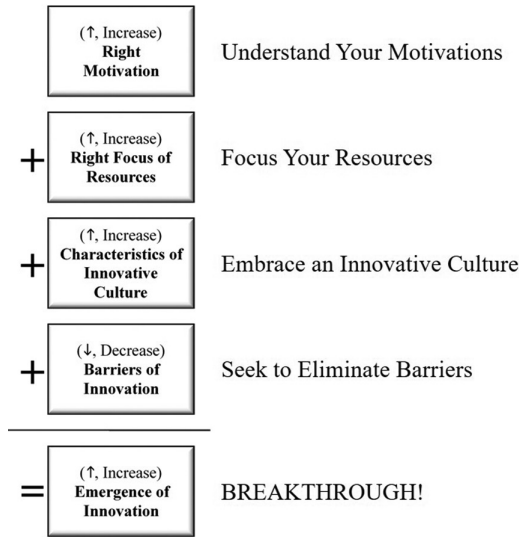 (↑, Increase)
Right
Motivation
Understand Your Motivations
+
(↑, Increase)
Right Focus of
Resources
Focus Your Resources
+
(↑, Increase)
Characteristics of
Innovative
Culture
Embrace an Innovative Culture
+
(↓, Decrease)
Barriers of
Innovation
Seek to Eliminate Barriers
=
(↑, Increase)
Emergence of
Innovation
BREAKTHROUGH!